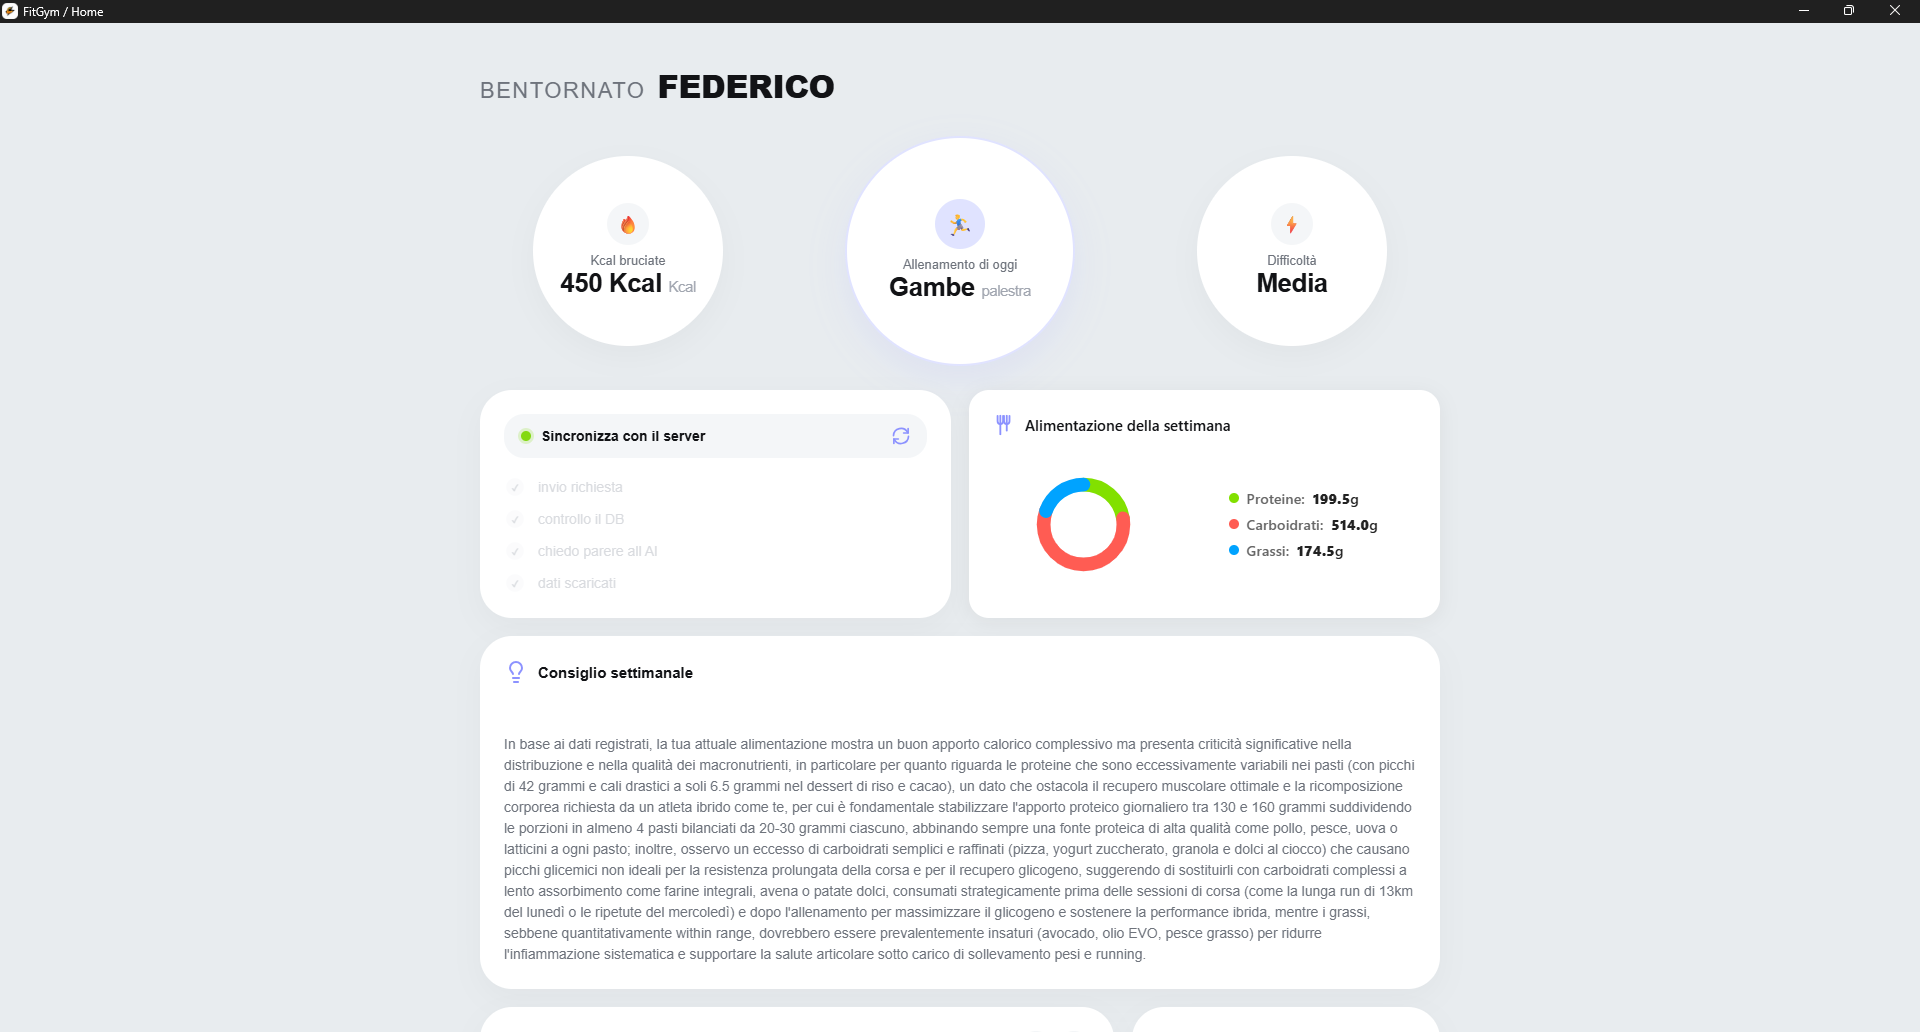 FitGym / Home
BENTORNATO FEDERICO
Kcal bruciate
450 Kcal Kcal
Allenamento di oggi
Gambe palestra
Difficoltà
Media
Sincronizza con il server
invio richiesta
controllo il DB
chiedo parere all AI
dati scaricati
Alimentazione della settimana
Proteine: 199.5g
Carboidrati: 514.0g
Grassi: 174.5g
Consiglio settimanale
In base ai dati registrati, la tua attuale alimentazione mostra un buon apporto calorico complessivo ma presenta criticità significative nella
distribuzione e nella qualità dei macronutrienti, in particolare per quanto riguarda le proteine che sono eccessivamente variabili nei pasti (con picchi
di 42 grammi e cali drastici a soli 6.5 grammi nel dessert di riso e cacao), un dato che ostacola il recupero muscolare ottimale e la ricomposizione
corporea richiesta da un atleta ibrido come te, per cui è fondamentale stabilizzare l'apporto proteico giornaliero tra 130 e 160 grammi suddividendo
le porzioni in almeno 4 pasti bilanciati da 20-30 grammi ciascuno, abbinando sempre una fonte proteica di alta qualità come pollo, pesce, uova o
latticini a ogni pasto; inoltre, osservo un eccesso di carboidrati semplici e raffinati (pizza, yogurt zuccherato, granola e dolci al ciocco) che causano
picchi glicemici non ideali per la resistenza prolungata della corsa e per il recupero glicogeno, suggerendo di sostituirli con carboidrati complessi a
lento assorbimento come farine integrali, avena o patate dolci, consumati strategicamente prima delle sessioni di corsa (come la lunga run di 13km
del lunedì o le ripetute del mercoledì) e dopo l'allenamento per massimizzare il glicogeno e sostenere la performance ibrida, mentre i grassi,
sebbene quantitativamente within range, dovrebbero essere prevalentemente insaturi (avocado, olio EVO, pesce grasso) per ridurre
l'infiammazione sistematica e supportare la salute articolare sotto carico di sollevamento pesi e running.